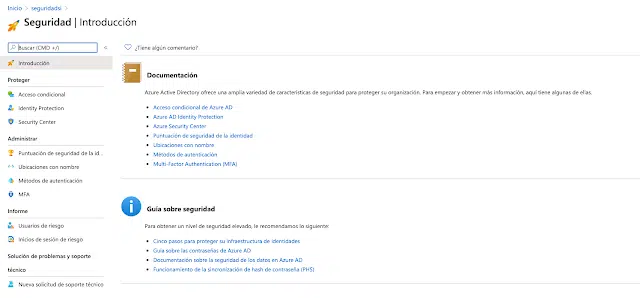 Inicio > seguridadsi >
Seguridad | Introducción
Buscar (CMD +/)
«
¿Tiene algún comentario?
Introducción
Proteger
Acceso condicional
Identity Protection
Security Center
Administrar
Puntuación de seguridad de la id...
Ubicaciones con nombre
Métodos de autenticación
MFA
Informe
Usuarios de riesgo
Inicios de sesión de riesgo
Solución de problemas y soporte
técnico
Nueva solicitud de soporte técnico
Documentación
Azure Active Directory ofrece una amplia variedad de características de seguridad para proteger su organización. Para empezar y obtener más información, aquí tiene algunas de ellas.
• Acceso condicional de Azure AD
• Azure AD Identity Protection
• Azure Security Center
• Puntuación de seguridad de la identidad
• Ubicaciones con nombre
• Métodos de autenticación
• Multi-Factor Authentication (MFA)
Guía sobre seguridad
Para obtener un nivel de seguridad elevado, le recomendamos lo siguiente:
• Cinco pasos para proteger su infraestructura de identidades
• Guía sobre las contraseñas de Azure AD
• Documentación sobre la seguridad de los datos en Azure AD
• Funcionamiento de la sincronización de hash de contraseña (PHS)